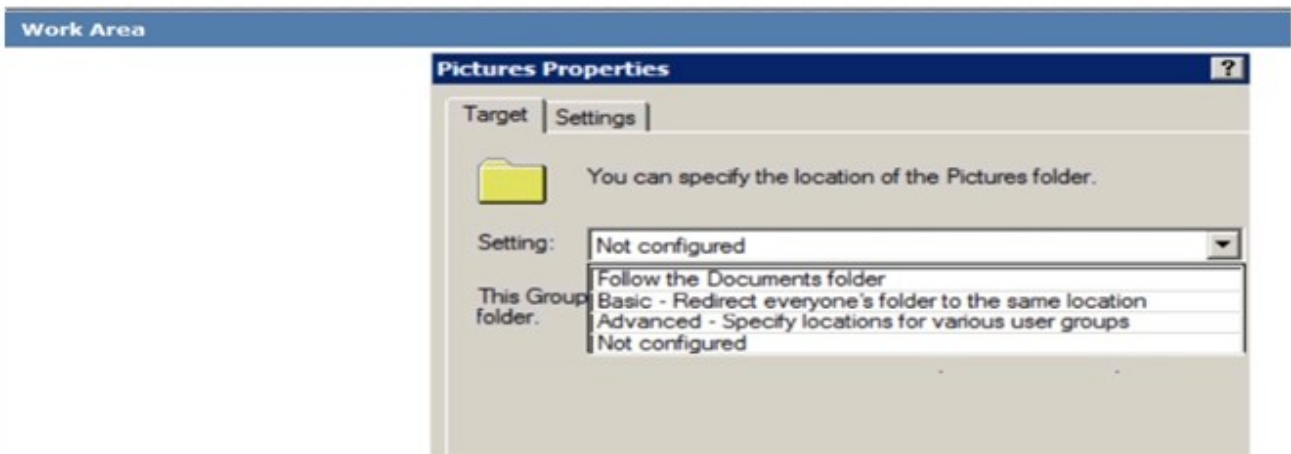 Work Area
Pictures Properties
?
Target Settings
You can specify the location of the Pictures folder.
Setting: Not configured
Follow the Documents folder
This Group Basic - Redirect everyone's folder to the same location
folder. Advanced - Specify locations for various user groups
Not configured